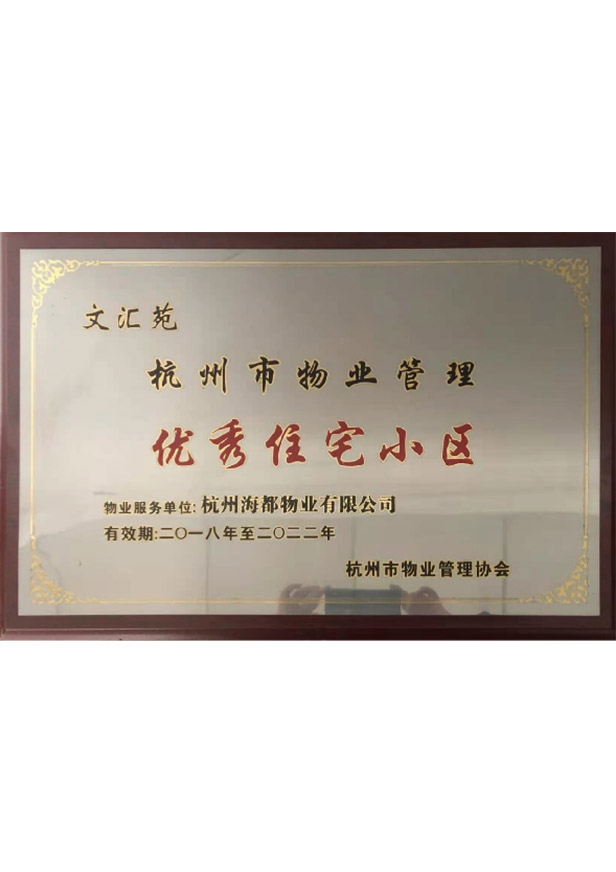 文汇苑
杭州市物业管理
优秀住宅小区
物业服务单位:杭州海都物业有限公司
有效期:二〇一八年至二〇二二年
杭州市物业管理协会